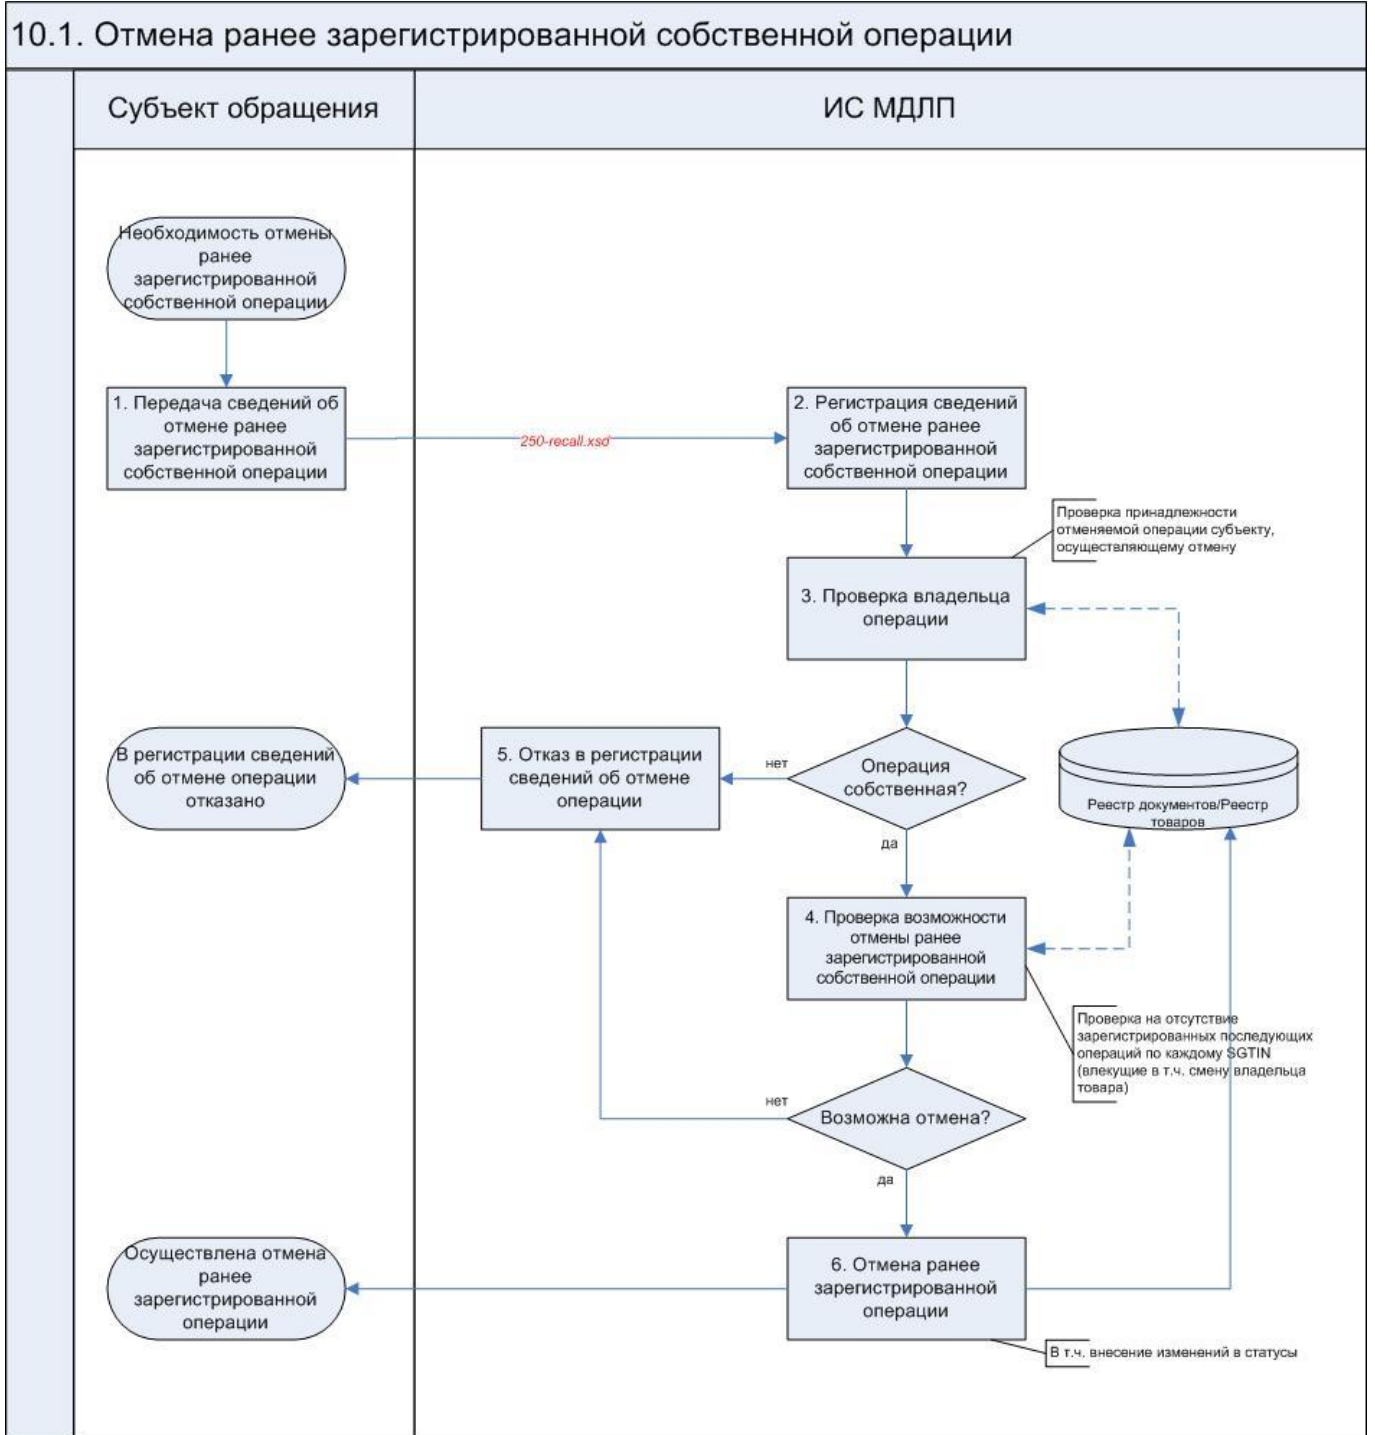 10.1. Отмена ранее зарегистрированной собственной операции
Субъект обращения
ИС МДЛП
Необходимость отмены
ранее
зарегистрированной
собственной операции
1. Передача сведений об
отмене ранее
зарегистрированной
собственной операции
250-recall.xsd
2. Регистрация сведений
об отмене ранее
зарегистрированной
собственной операции
Проверка принадлежности
отменяемой операции субъекту,
осуществляющему отмену
3. Проверка владельца
операции
В регистрации сведений
об отмене операции
отказано
5. Отказ в регистрации
сведений об отмене
операции
нет
Операция
собственная?
Реестр документов/Реестр
товаров
да
4. Проверка возможности
отмены ранее
зарегистрированной
собственной операции
Проверка на отсутствие
зарегистрированных последующих
операций по каждому SGTIN
(влекущие в т.ч. смену владельца
товара)
нет
Возможна отмена?
да
Осуществлена отмена
ранее
зарегистрированной
операции
6. Отмена ранее
зарегистрированной
операции
В т.ч. внесение изменений в статусы